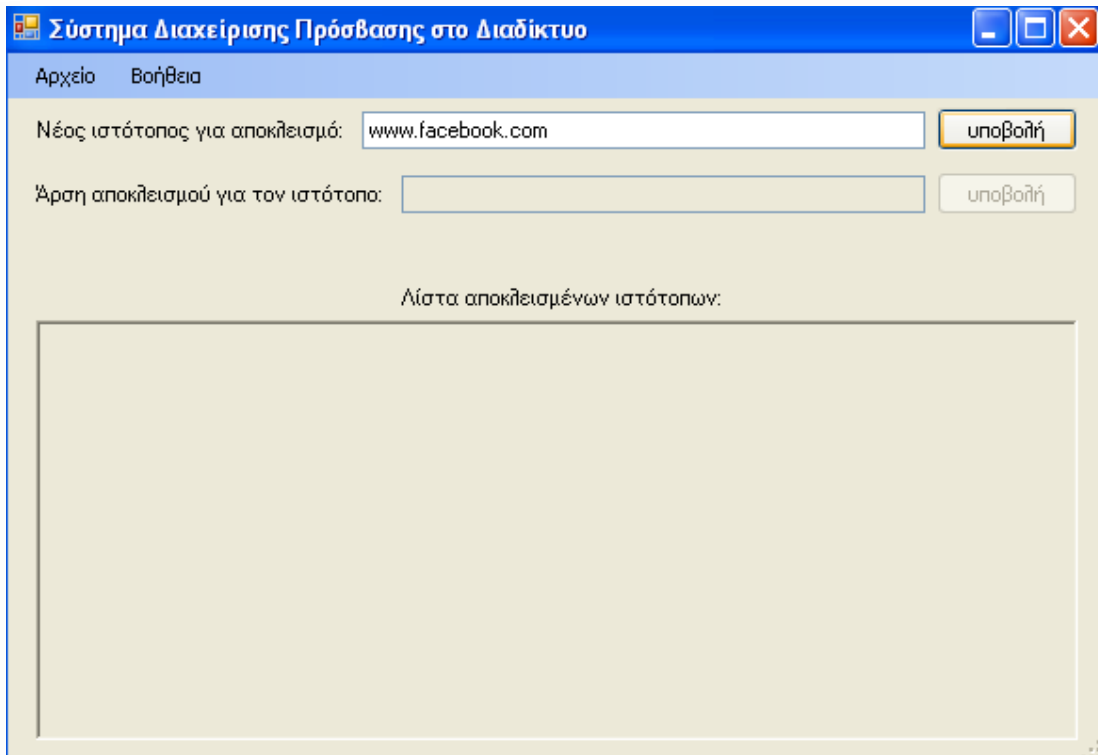 Σύστημα Διαχείρισης Πρόσβασης στο Διαδίκτυο
Αρχείο Βοήθεια
Νέος ιστότοπος για αποκλεισμό: www.facebook.com υποβολή
Άρση αποκλεισμού για τον ιστότοπο: υποβολή
Λίστα αποκλεισμένων ιστότοπων: